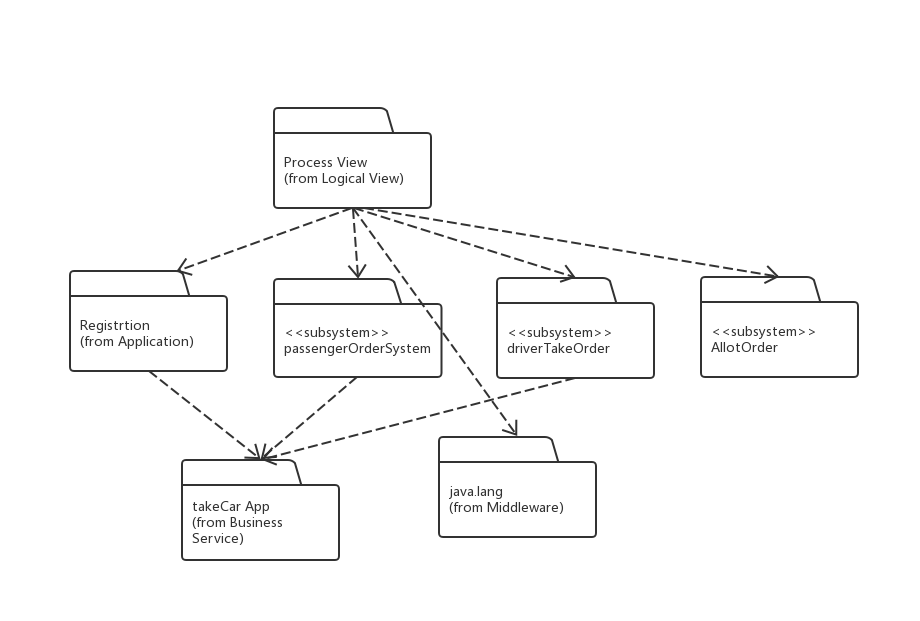 Process View
(from Logical View)
Registrtion
(from Application)
<<subsystem>>
passengerOrderSystem
<<subsystem>>
driverTakeOrder
<<subsystem>>
AllotOrder
takeCar App
(from Business
Service)
java.lang
(from Middleware)